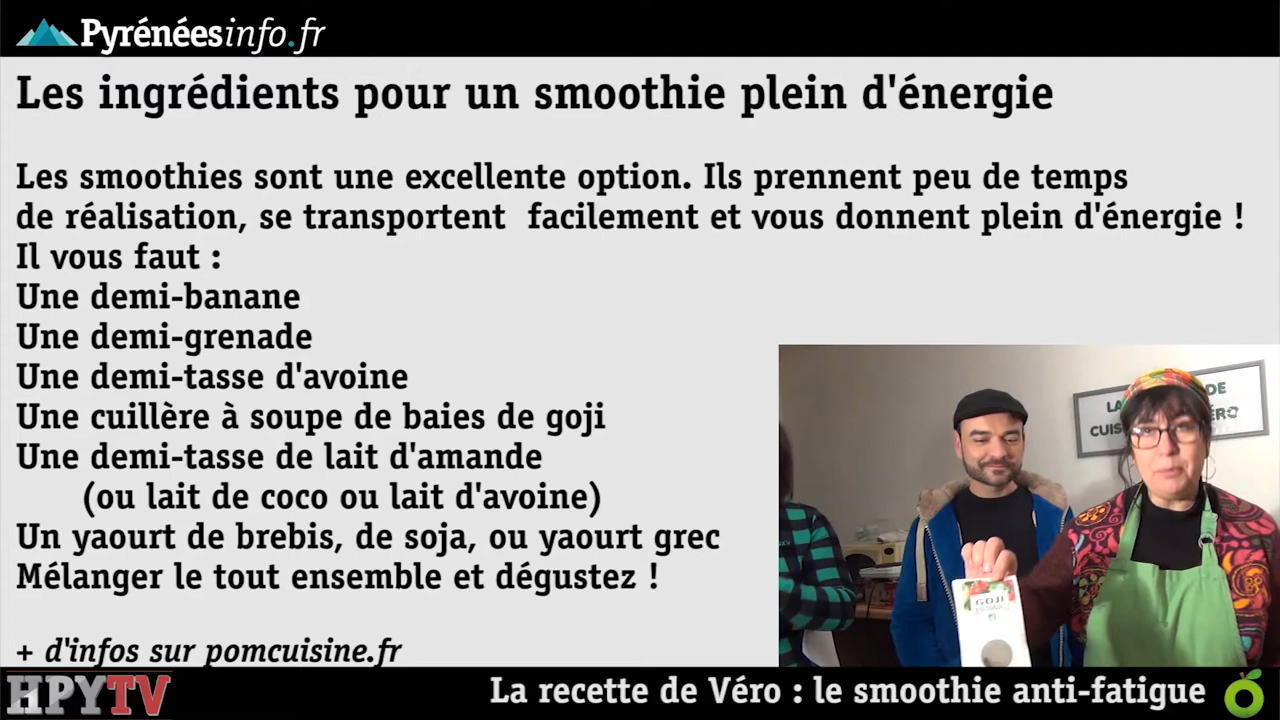 Pyrénéesinfo.fr
Les ingrédients pour un smoothie plein d'énergie
Les smoothies sont une excellente option. Ils prennent peu de temps
de réalisation, se transportent facilement et vous donnent plein d'énergie !
Il vous faut :
Une demi-banane
Une demi-grenade
Une demi-tasse d'avoine
Une cuillère à soupe de baies de goji
Une demi-tasse de lait d'amande
(ou lait de coco ou lait d'avoine)
Un yaourt de brebis, de soja, ou yaourt grec
Mélanger le tout ensemble et dégustez !
+ d'infos sur pomcuisine.fr
LA DE
CUIS ÉRO
GOJI
HPYTV
La recette de Véro : le smoothie anti-fatigue